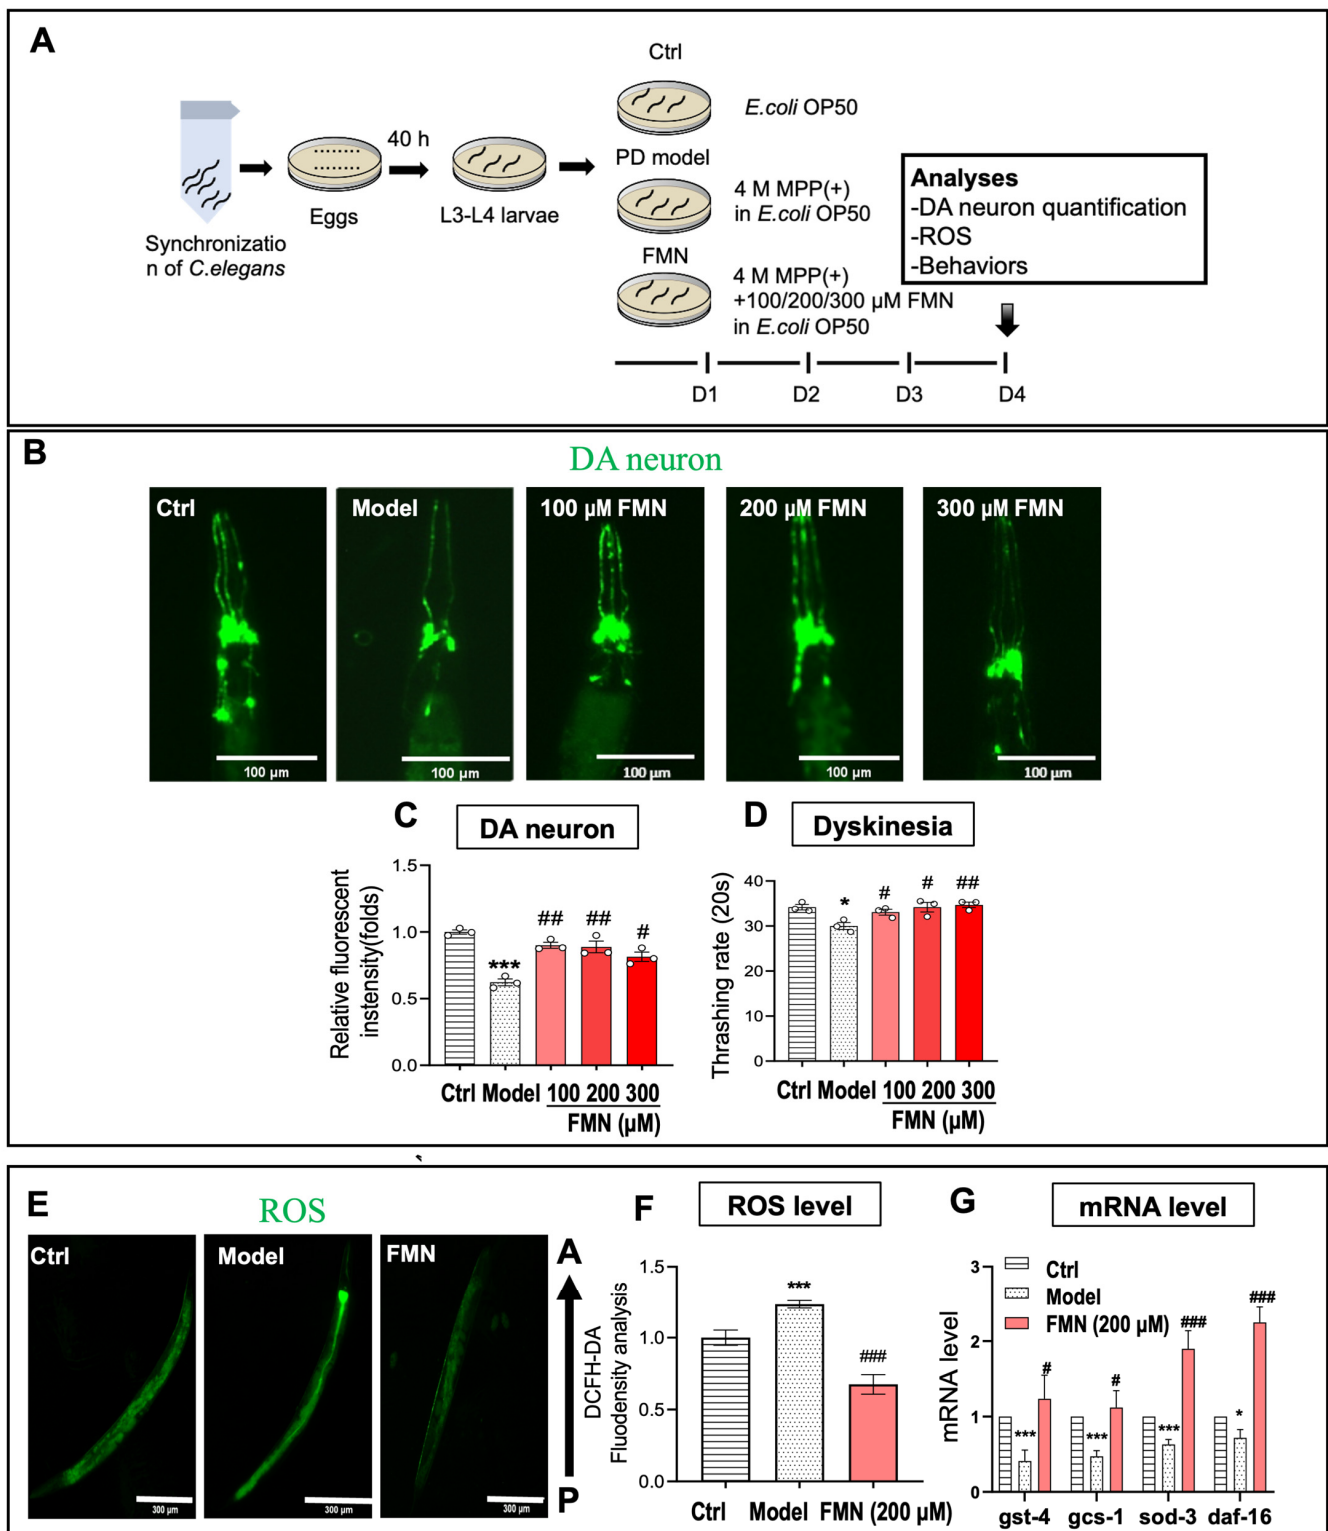 A
Ctrl
E.coli OP50
PD model
4 M MPP(+)
in E.coli OP50
FMN
4 M MPP(+)
+100/200/300 µM FMN
in E.coli OP50
40 h
Eggs
L3-L4 larvae
Synchronizatio
n of C.elegans
Analyses
-DA neuron quantification
-ROS
-Behaviors
D1 D2 D3 D4
B
DA neuron
Ctrl Model 100 µM FMN 200 µM FMN 300 µM FMN
100 µm 100 µm 100 µm 100 µm 100 µm
C
DA neuron
Relative fluorescent
instensity(folds)
1.5
1.0
0.5
0.0
***
##
##
#
Ctrl Model 100 200 300
FMN (µM)
D
Dyskinesia
Thrashing rate (20s)
40
30
20
10
0
*
#
#
##
Ctrl Model 100 200 300
FMN (µM)
E
ROS
Ctrl Model FMN
300 µm 300 µm 300 µm
A
DCFH-DA
P
F
ROS level
Fluodensity analysis
1.5
1.0
0.5
0.0
***
###
Ctrl Model FMN (200 µM)
G
mRNA level
mRNA level
3
2
1
0
Ctrl
Model
FMN (200 µM)
***
#
***
#
***
###
*
###
gst-4 gcs-1 sod-3 daf-16